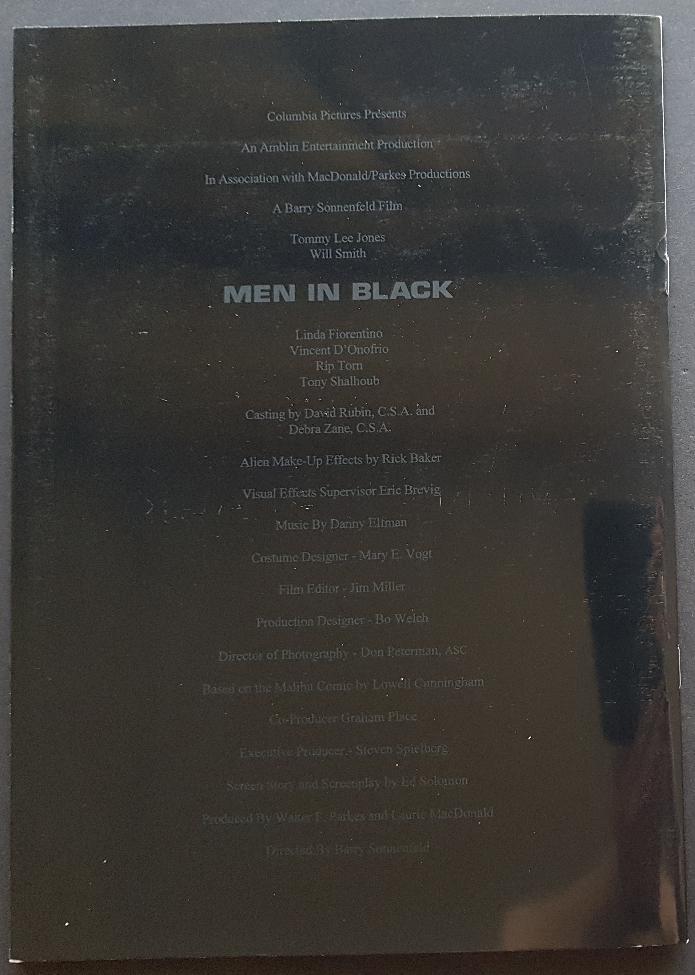 Columbia Pictures Presents
An Amblin Entertainment Production
In Association with MacDonald/Parkes Productions
A Barry Sonnenfeld Film
Tommy Lee Jones
Will Smith
MEN IN BLACK
Linda Fiorentino
Vincent D'Onofrio
Rip Torn
Tony Shalhoub
Casting by David Rubin, C.S.A. and
Debra Zane, C.S.A.
Alien Make-Up Effects by Rick Baker
Visual Effects Supervisor Eric Brevig
Music By Danny Elfman
Costume Designer - Mary E. Vogt
Film Editor - Jim Miller
Production Designer - Bo Welch
Director of Photography - Don Peterman, ASC
Based on the Malibu Comic by Lowell Cunningham
Co-Producer Graham Place
Executive Producer - Steven Spielberg
Screen Story and Screenplay by Ed Solomon
Produced By Walter F. Parkes and Laurie MacDonald
Directed By Barry Sonnenfeld